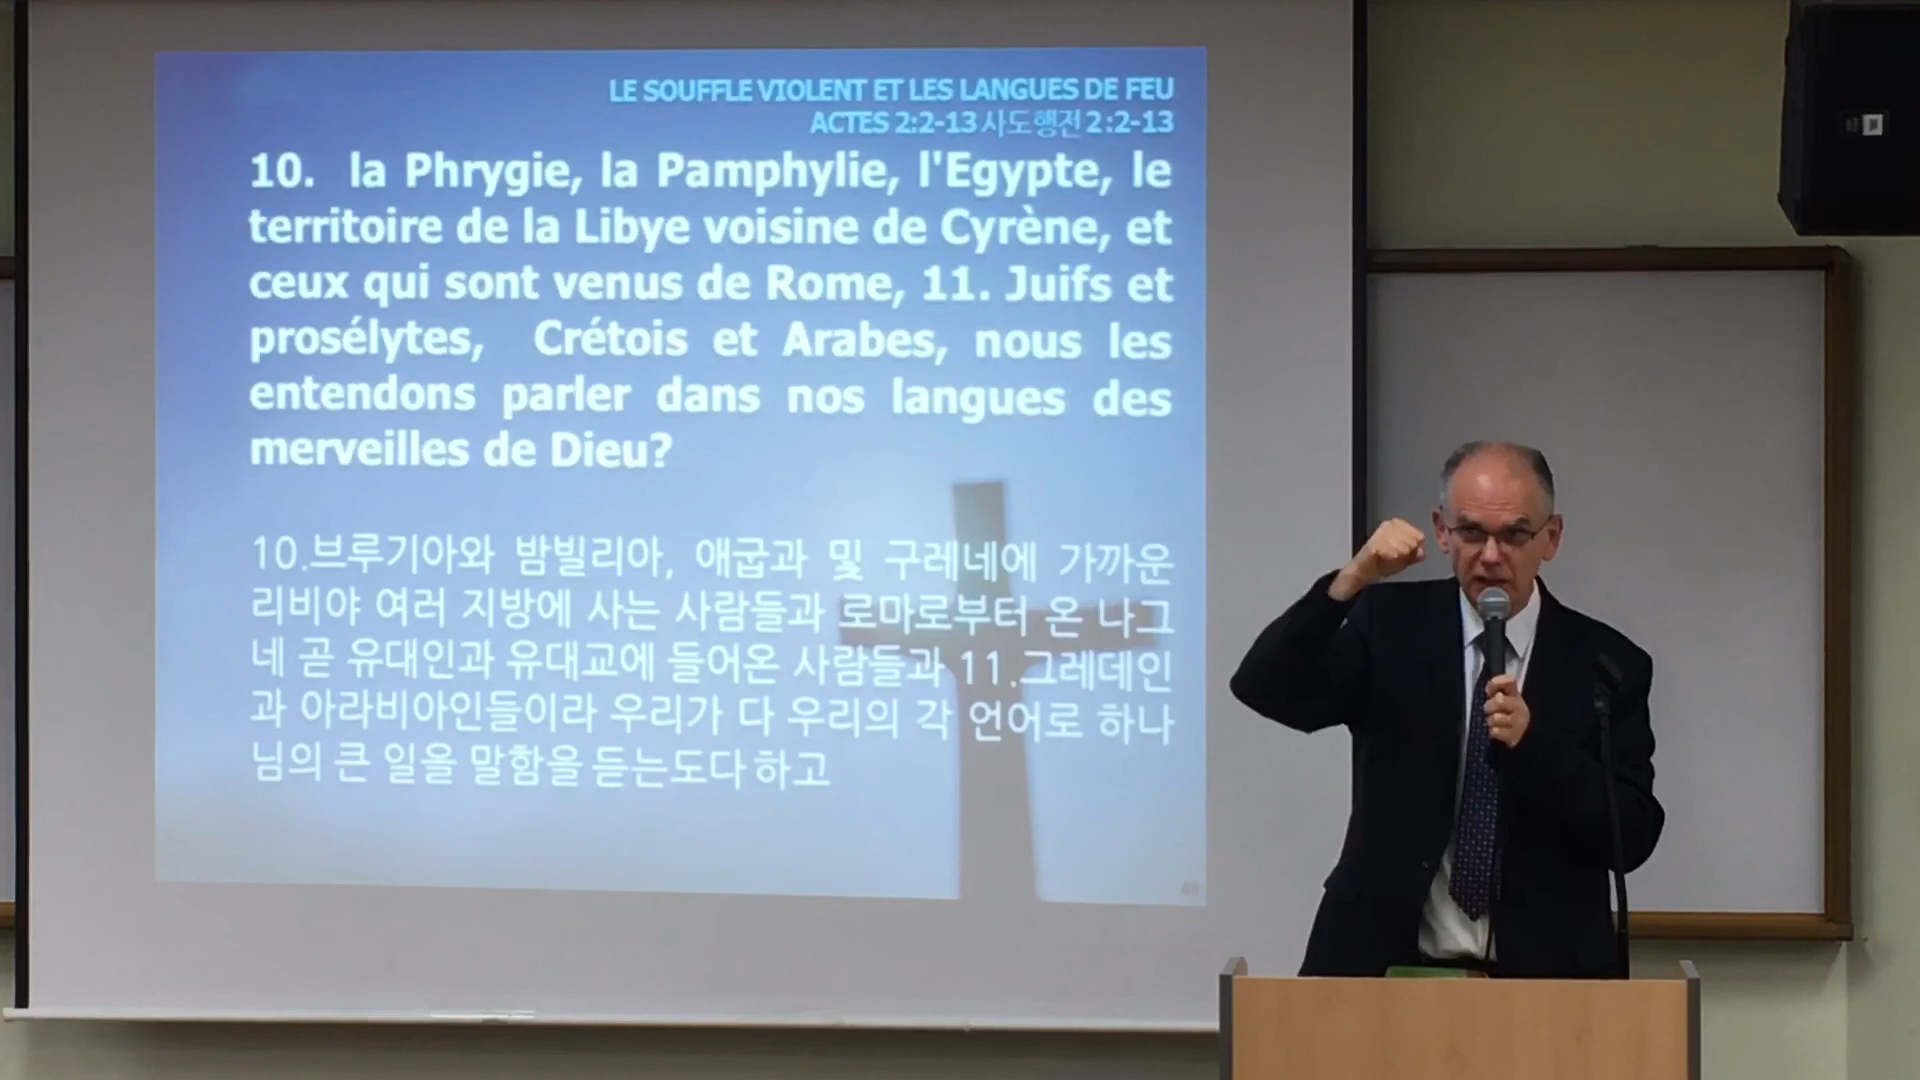 LE SOUFFLE VIOLENT ET LES LANGUES DE FEU
ACTES 2:2-13 사도행전 2:2-13
10. la Phrygie, la Pamphylie, l'Egypte, le
territoire de la Libye voisine de Cyrène, et
ceux qui sont venus de Rome, 11. Juifs et
prosélytes, Crétois et Arabes, nous les
entendons parler dans nos langues des
merveilles de Dieu?
10.브루기아와 밤빌리아, 애굽과 및 구레네에 가까운
리비야 여러 지방에 사는 사람들과 로마로부터 온 나그
네 곧 유대인과 유대교에 들어온 사람들과 11.그레데인
과 아라비아인들이라 우리가 다 우리의 각 언어로 하나
님의 큰 일을 말함을 듣는도다 하고